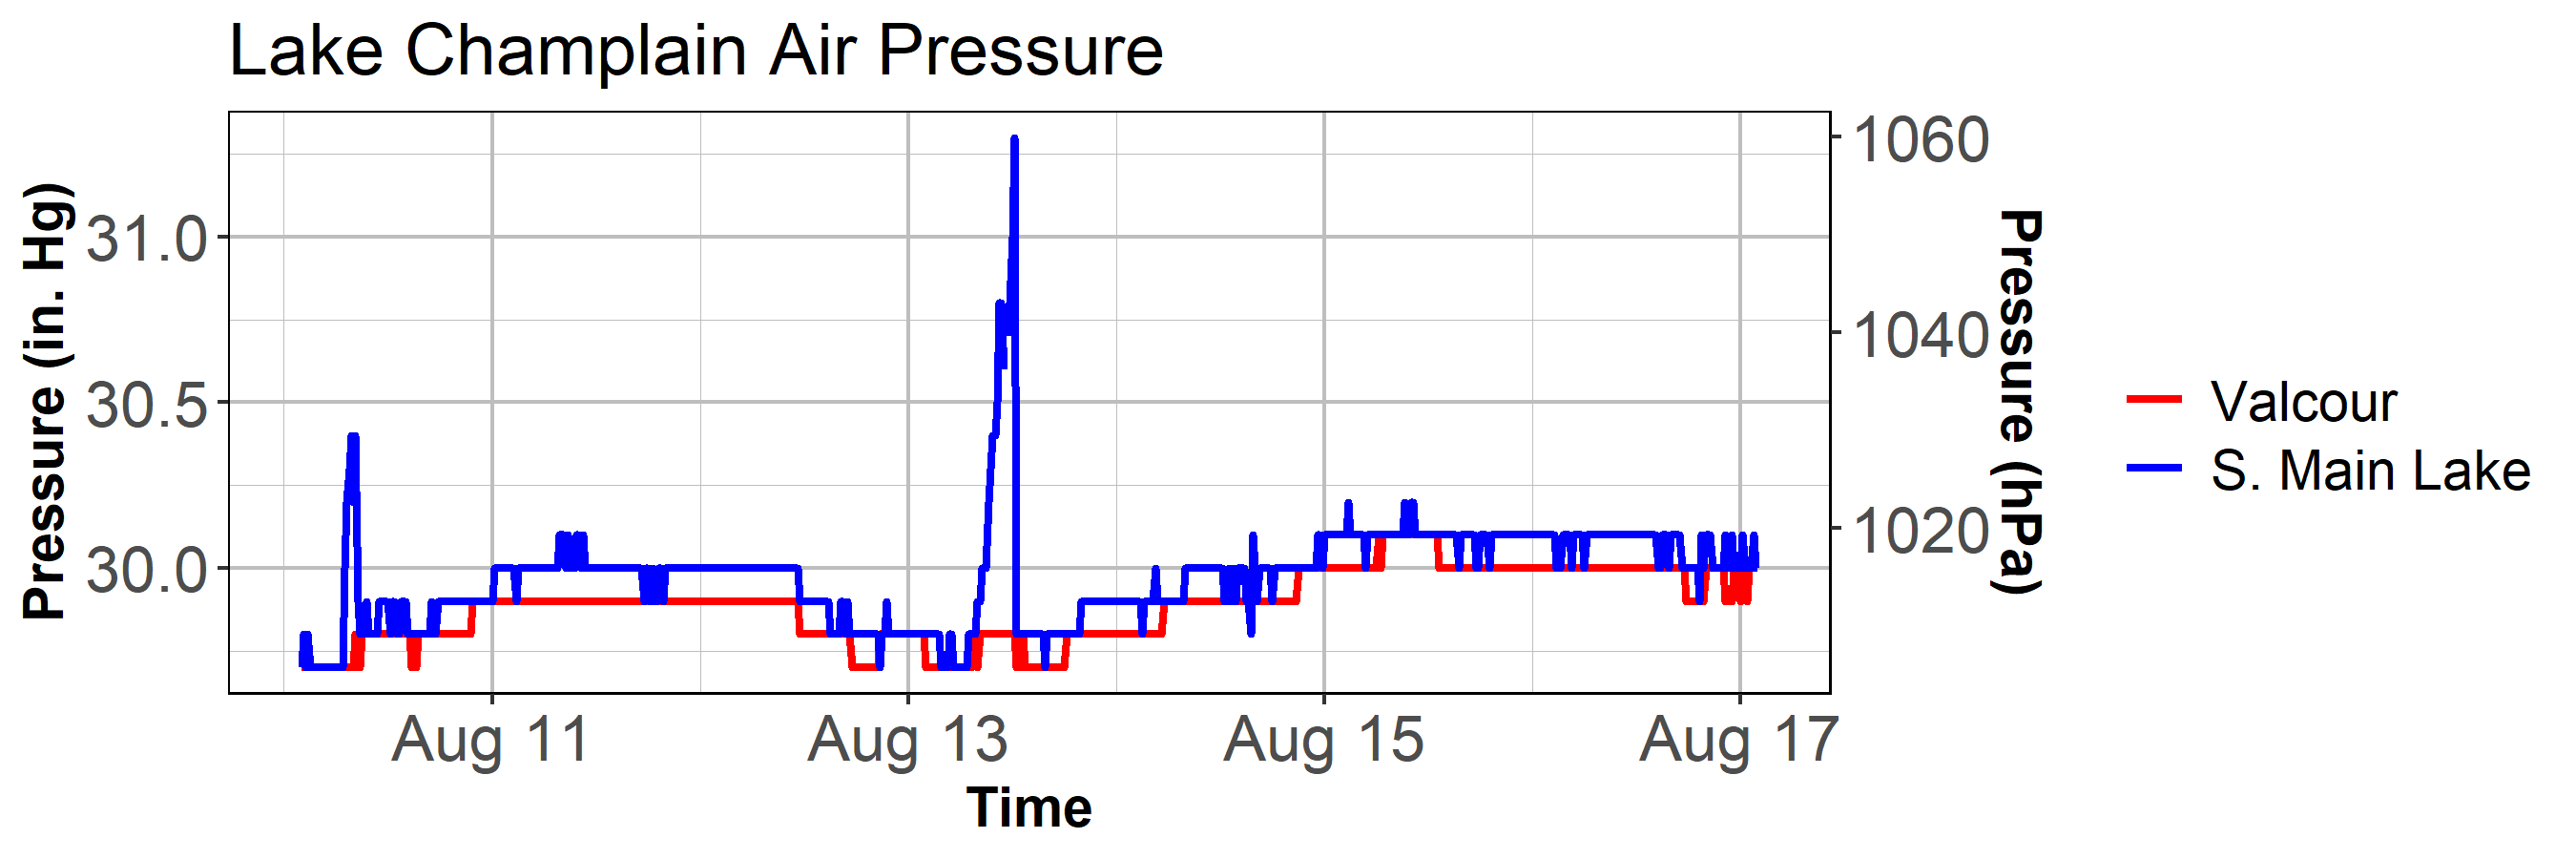 Lake Champlain Air Pressure
Pressure (in. Hg)
31.0
30.5
30.0
1060
1040
1020
Pressure (hPa)
Aug 11
Aug 13
Aug 15
Aug 17
Time
Valcour
S. Main Lake